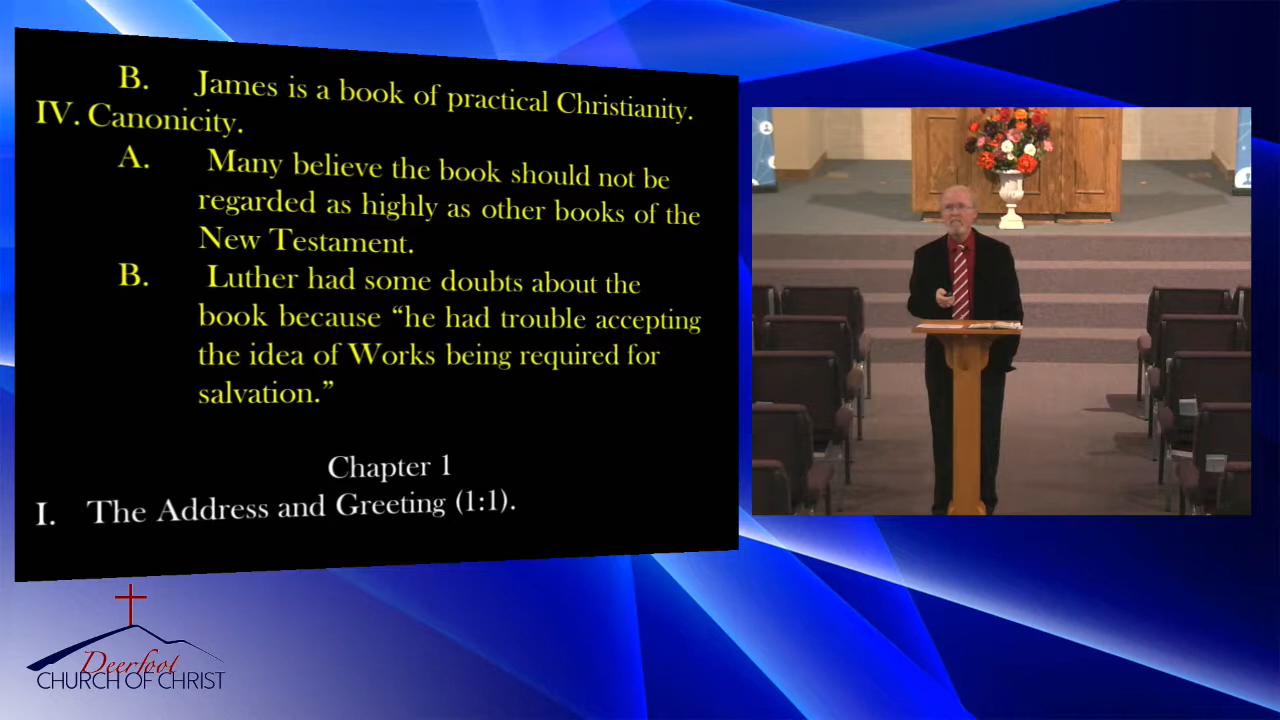 B. James is a book of practical Christianity.
IV. Canonicity.
A. Many believe the book should not be
regarded as highly as other books of the
New Testament.
B. Luther had some doubts about the
book because “he had trouble accepting
the idea of Works being required for
salvation.”
Chapter 1
I. The Address and Greeting (1:1).
Deerfoot
CHURCH OF CHRIST